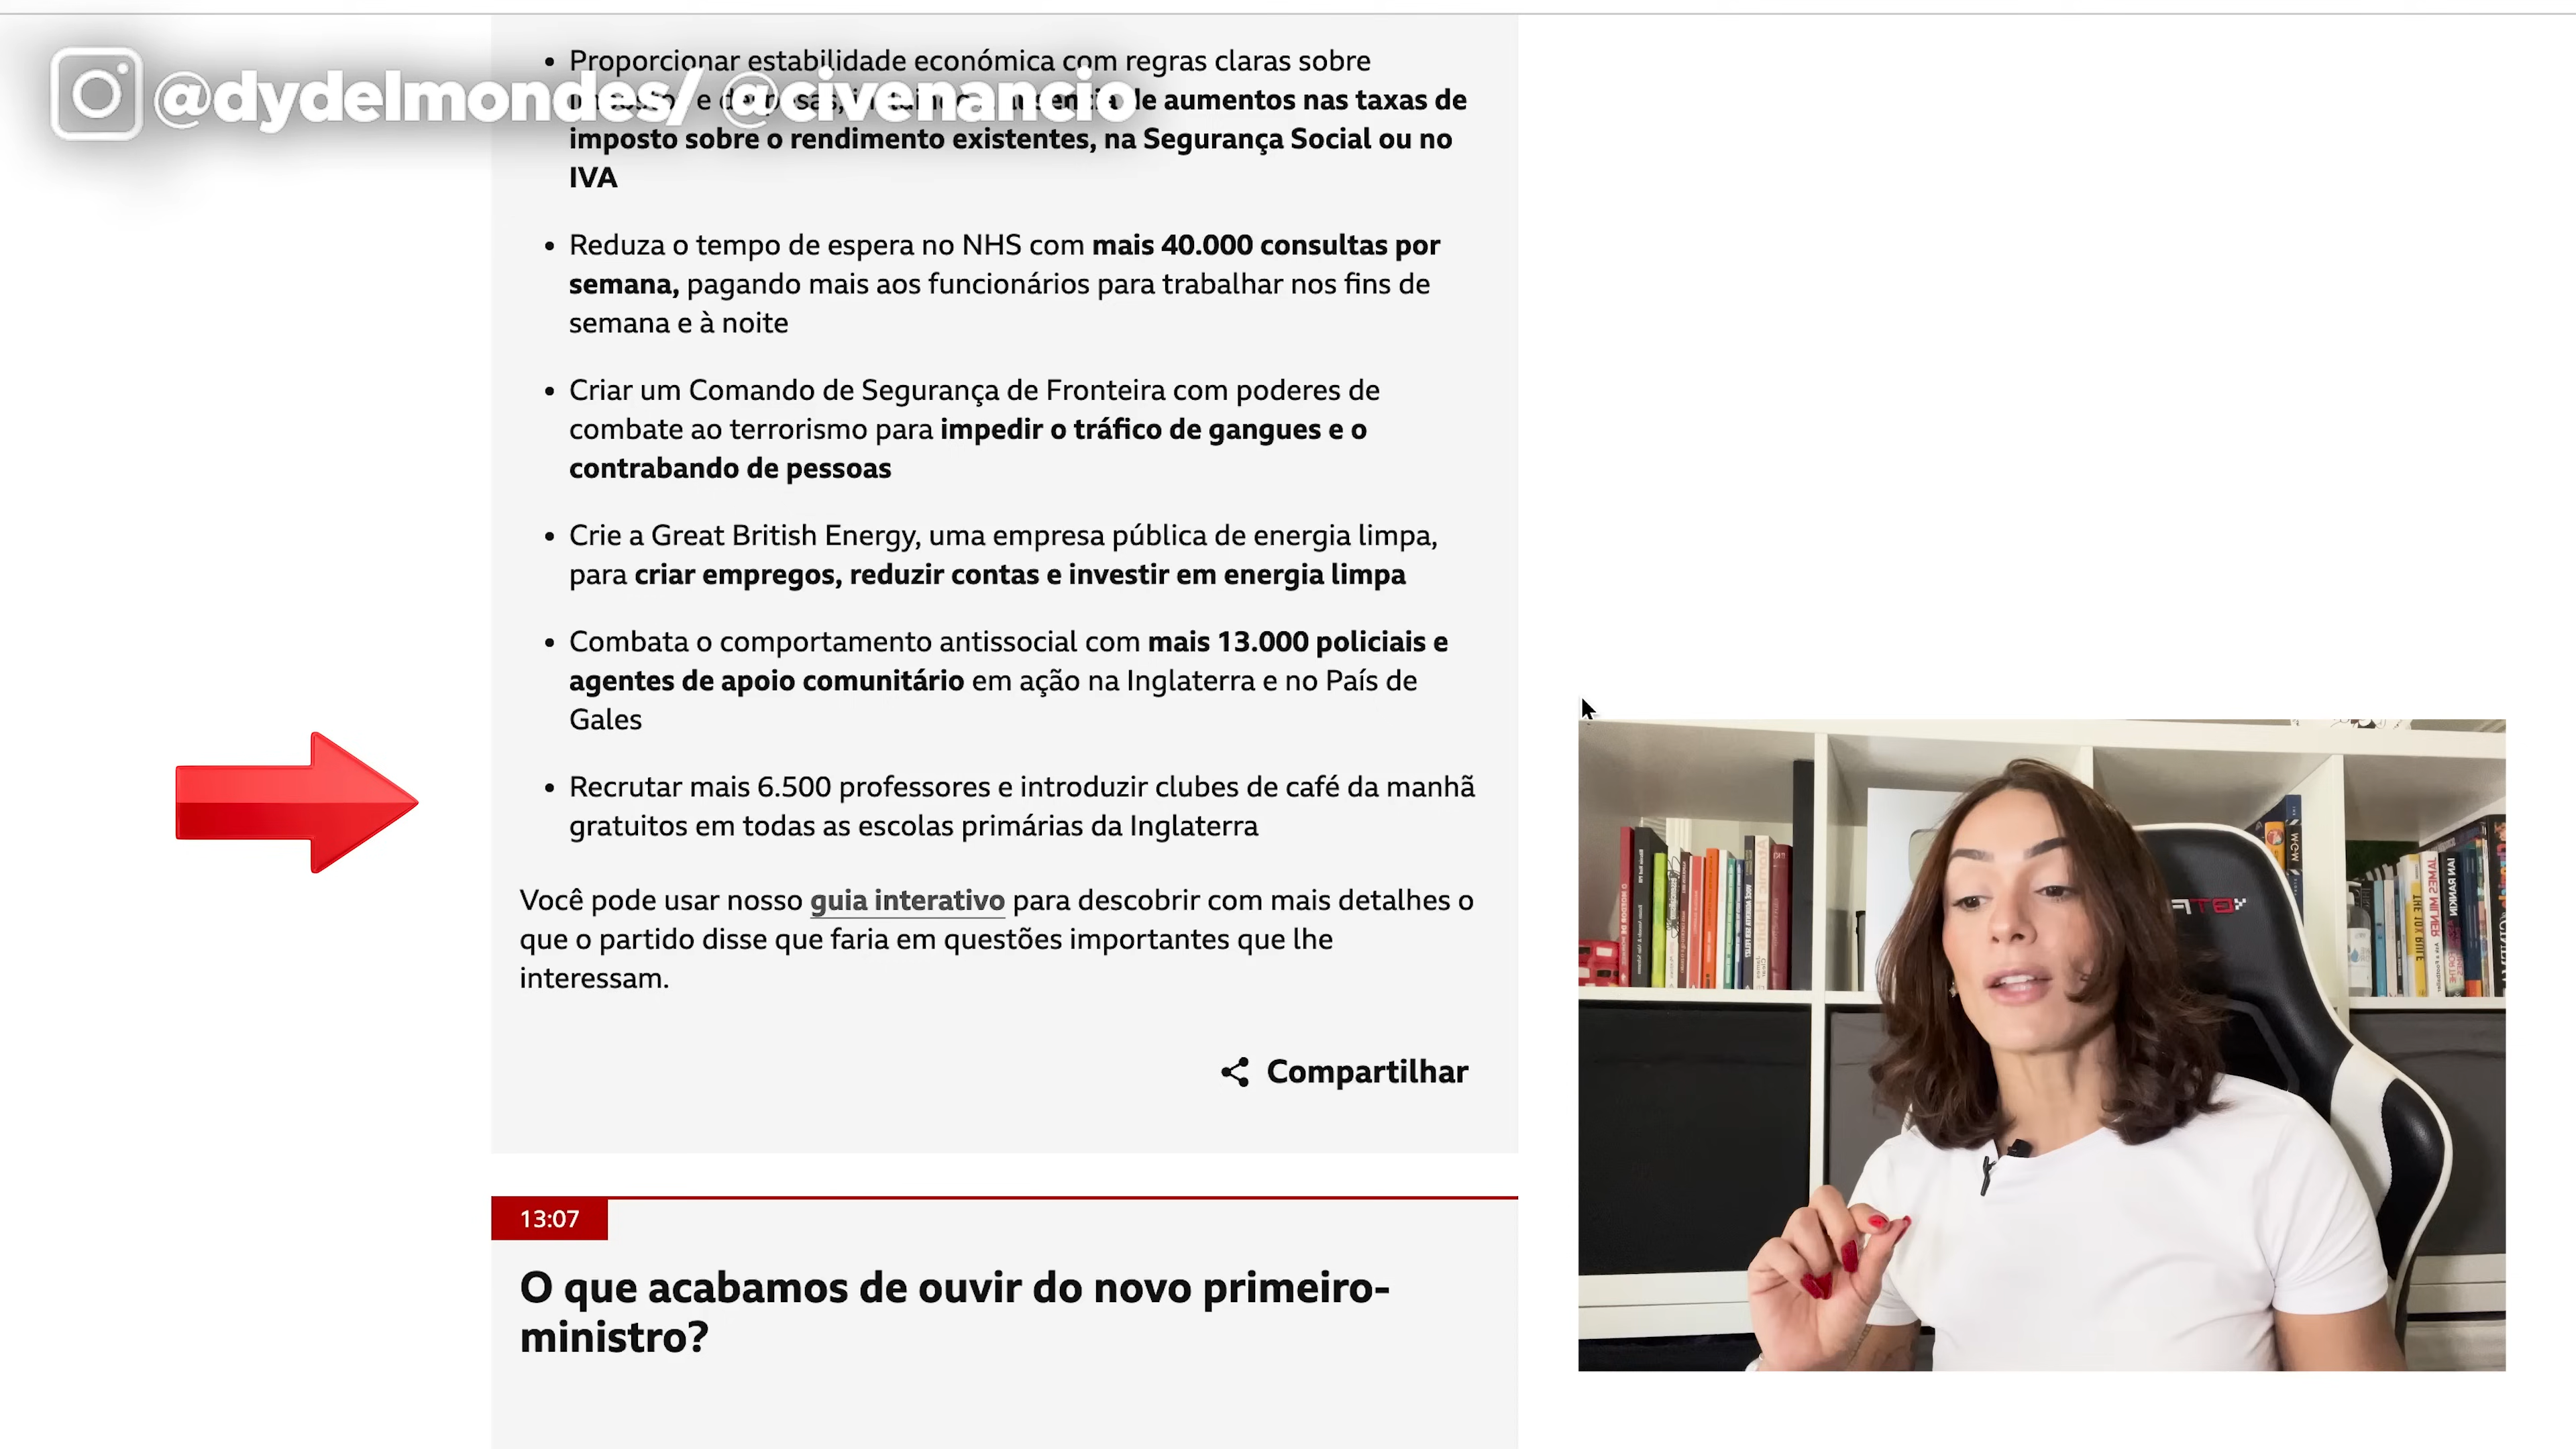 @dydelmondes/ @civenancio
• Proporcionar estabilidade económica com regras claras sobre
e de aumentos nas taxas de
imposto sobre o rendimento existentes, na Segurança Social ou no
IVA
• Reduza o tempo de espera no NHS com mais 40.000 consultas por
semana, pagando mais aos funcionários para trabalhar nos fins de
semana e à noite
• Criar um Comando de Segurança de Fronteira com poderes de
combate ao terrorismo para impedir o tráfico de gangues e o
contrabando de pessoas
• Crie a Great British Energy, uma empresa pública de energia limpa,
para criar empregos, reduzir contas e investir em energia limpa
• Combata o comportamento antissocial com mais 13.000 policiais e
agentes de apoio comunitário em ação na Inglaterra e no País de
Gales
• Recrutar mais 6.500 professores e introduzir clubes de café da manhã
gratuitos em todas as escolas primárias da Inglaterra
Você pode usar nosso guia interativo para descobrir com mais detalhes o
que o partido disse que faria em questões importantes que lhe
interessam.
Compartilhar
13:07
O que acabamos de ouvir do novo primeiro-
ministro?